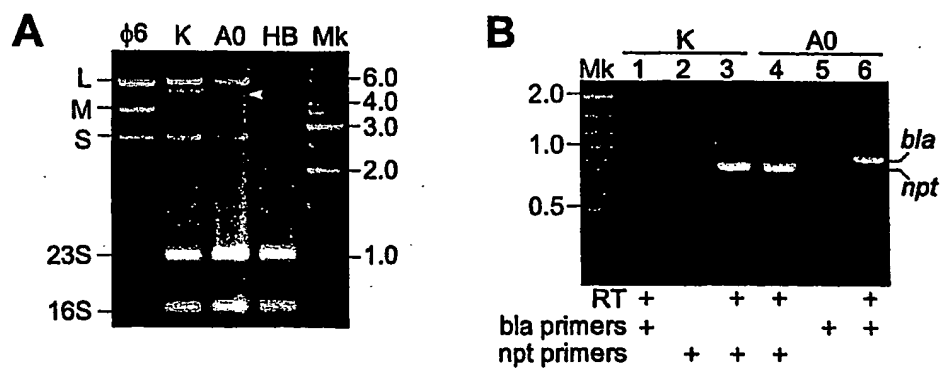 A
ϕ6 K A0 HB Mk
L
M
S
23S
16S
6.0
4.0
3.0
2.0
1.0
B
K A0
Mk 1 2 3 4 5 6
2.0
1.0
0.5
bla
npt
RT + + + +
bla primers + + +
npt primers + + +